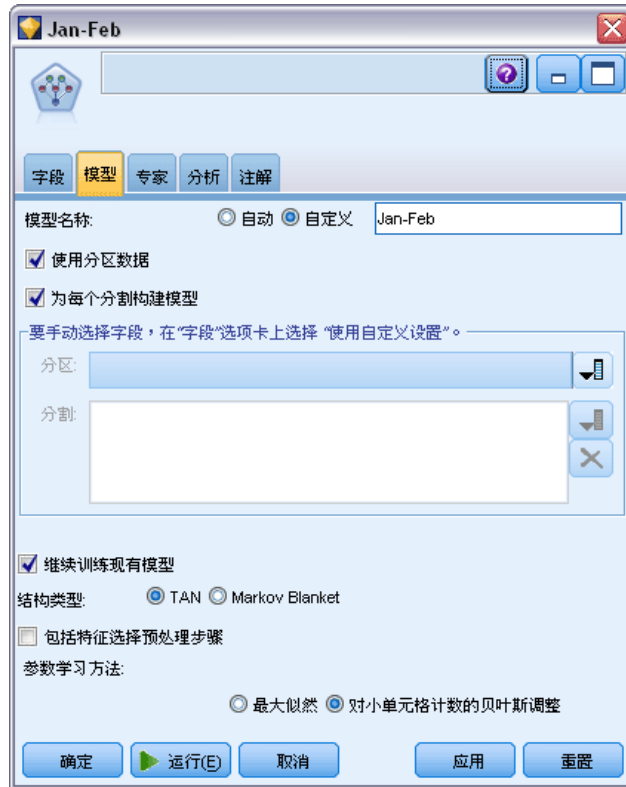 Jan-Feb
字段 模型 专家 分析 注解
模型名称: 自动 自定义 Jan-Feb
使用分区数据
为每个分割构建模型
要手动选择字段，在“字段”选项卡上选择 “使用自定义设置”。
分区:
分割:
继续训练现有模型
结构类型: TAN Markov Blanket
包括特征选择预处理步骤
参数学习方法:
最大似然 对小单元格计数的贝叶斯调整
确定 运行(E) 取消 应用 重置